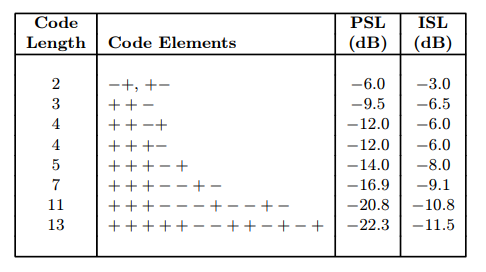 Code PSL ISL
Length Code Elements (dB) (dB)
2 −+, +− −6.0 −3.0
3 + + − −9.5 −6.5
4 + + −+ −12.0 −6.0
4 + + +− −12.0 −6.0
5 + + + − + −14.0 −8.0
7 + + + − − + − −16.9 −9.1
11 + + + − − − + − − + − −20.8 −10.8
13 + + + + + − − + + − + − + −22.3 −11.5